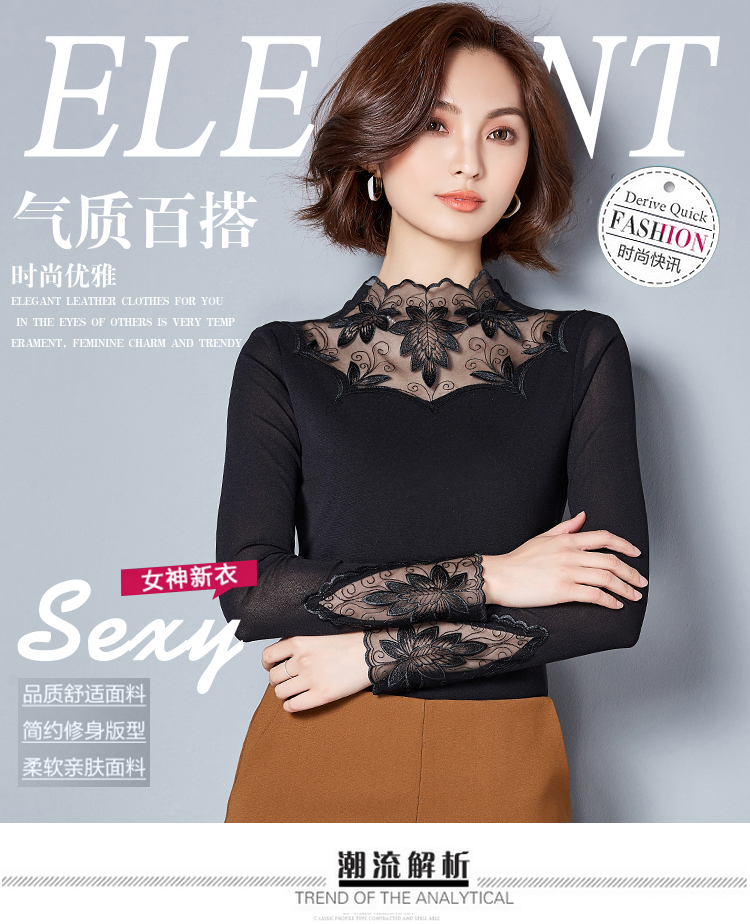 ELE NT
气质百搭
时尚优雅
ELEGANT LEATHER CLOTHES FOR YOU
IN THE EYES OF OTHERS IS VERY TEMP
ERAMENT, FEMININE CHARM AND TRENDY
Derive Quick
FASHION
时尚快讯
女神新衣
Sexy
品质舒适面料
简约修身版型
柔软亲肤面料
潮流解析
TREND OF THE ANALYTICAL